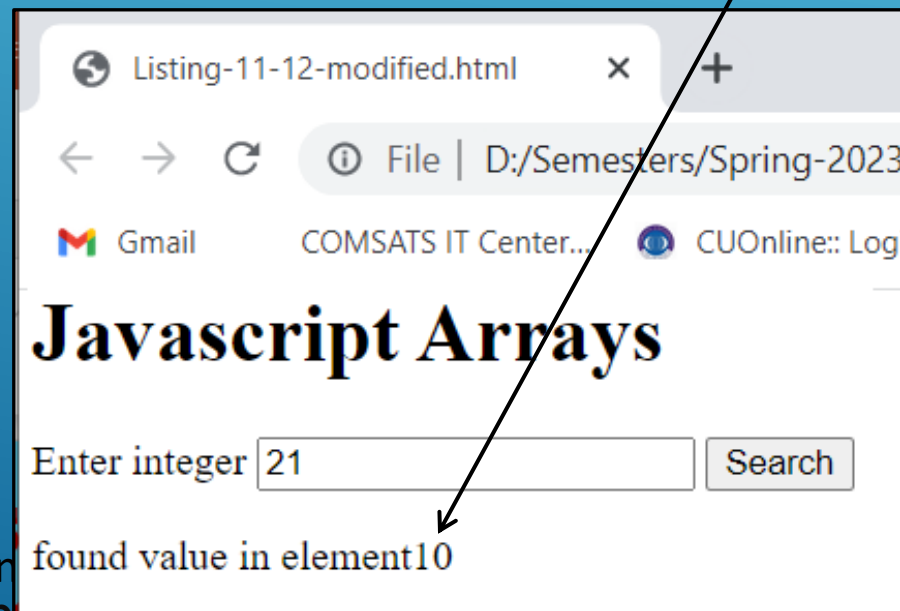 Listing-11-12-modified.html
File | D:/Semesters/Spring-2023
Gmail COMSATS IT Center... CUOnline:: Log
Javascript Arrays
Enter integer 21 Search
found value in element10